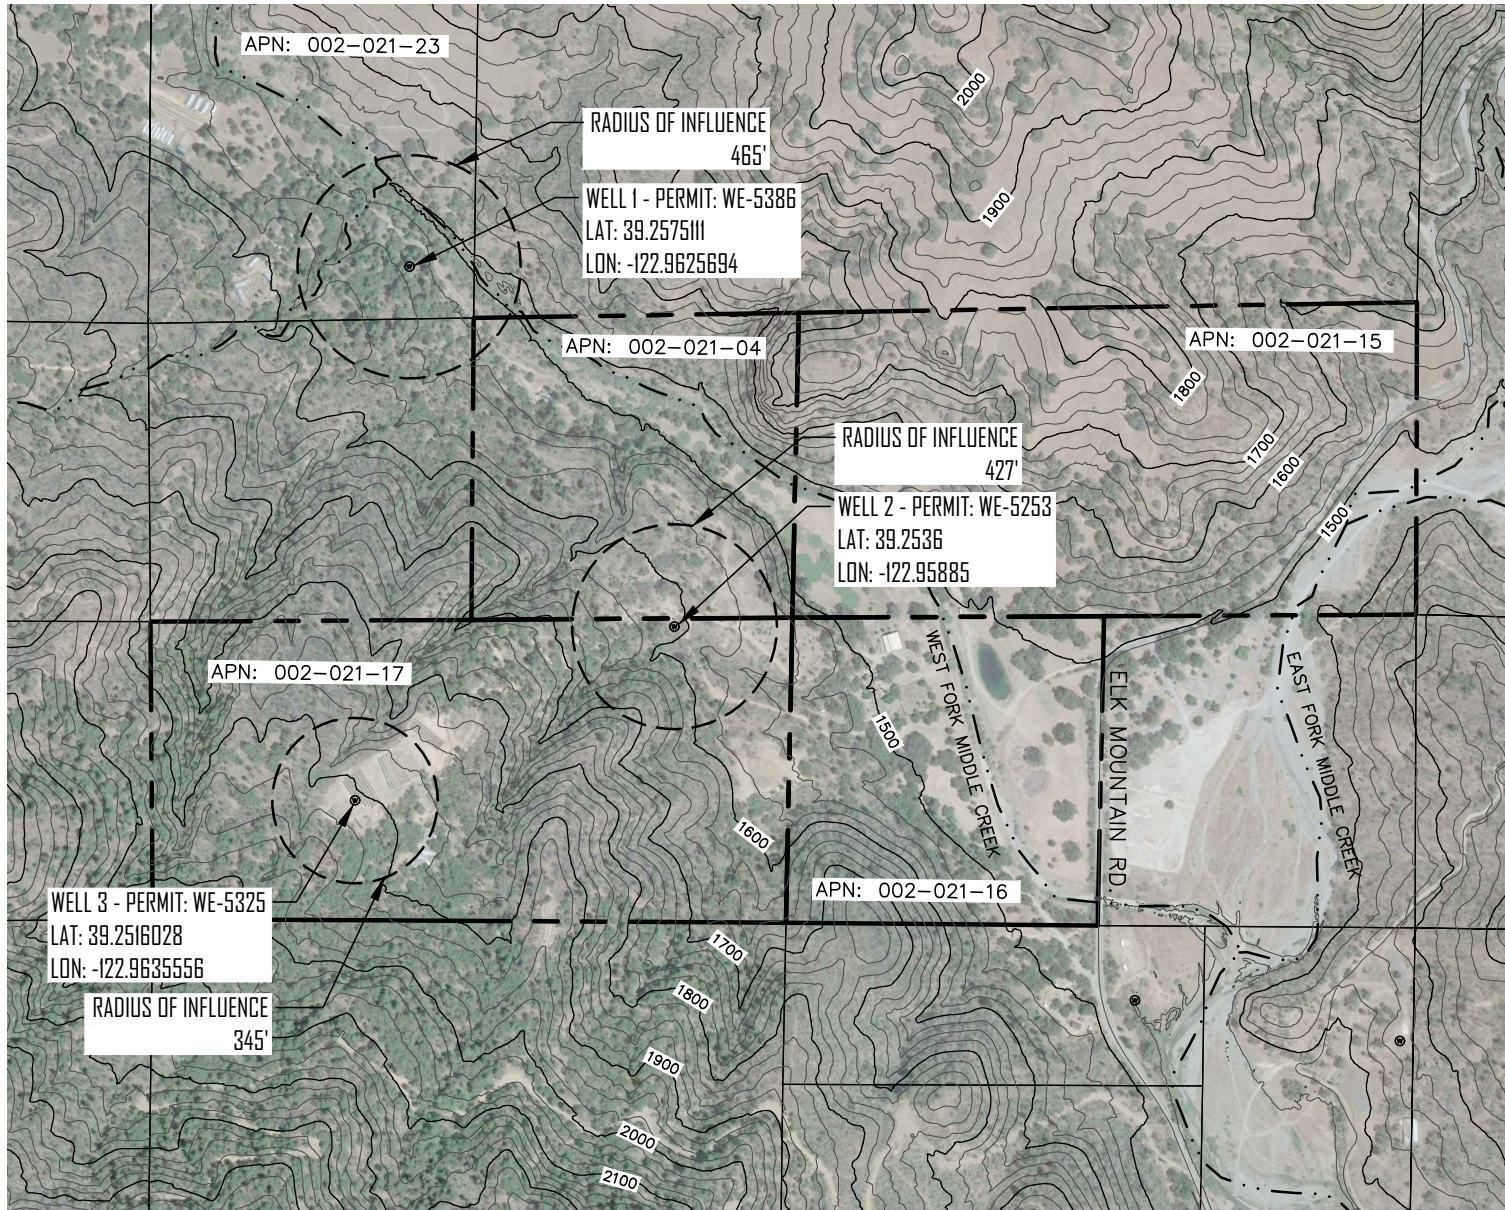 APN: 002-021-23
RADIUS OF INFLUENCE
465'
WELL 1 - PERMIT: WE-5386
LAT: 39.2575111
LON: -122.9625694
2000
1900
APN: 002-021-04
APN: 002-021-15
1800
1700
1600
1500
RADIUS OF INFLUENCE
427'
WELL 2 - PERMIT: WE-5253
LAT: 39.2536
LON: -122.95885
APN: 002-021-17
WEST FORK MIDDLE CREEK
ELK MOUNTAIN RD.
EAST FORK MIDDLE CREEK
1500
1600
APN: 002-021-16
WELL 3 - PERMIT: WE-5325
LAT: 39.2516028
LON: -122.9635556
RADIUS OF INFLUENCE
345'
1700
1800
1900
2000
2100
W
W
W
W
W